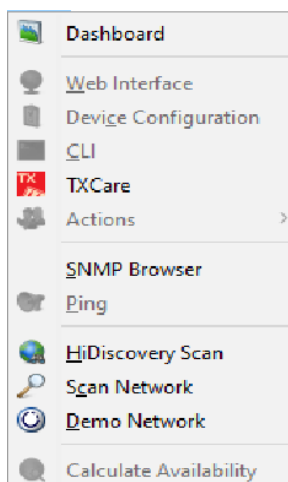 Dashboard
Web Interface
Device Configuration
CLI
TXCare
Actions
SNMP Browser
Ping
HiDiscovery Scan
Scan Network
Demo Network
Calculate Availability